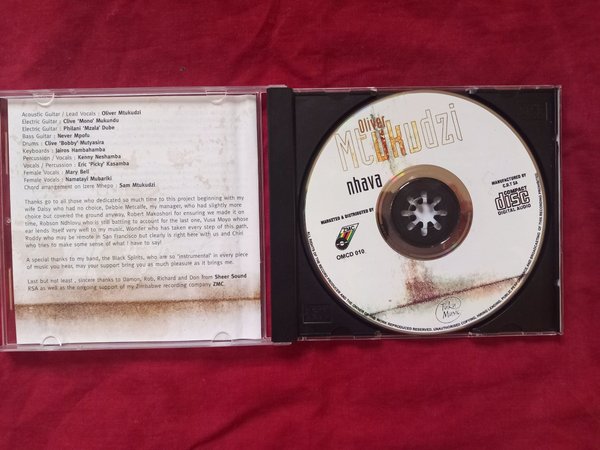 Acoustic Guitar / Lead Vocals : Oliver Mtukudzi
Electric Guitar : Clive 'Mono' Mukundu
Electric Guitar : Philani 'Mzala' Dube
Bass Guitar : Never Mpofu
Drums : Clive 'Bobby' Mutyasira
Keyboards : Jairos Hambahamba
Percussion / Vocals : Kenny Neshamba
Vocals / Percussion : Eric 'Picky' Kasamba
Female Vocals : Mary Bell
Female Vocals : Namatayi Mubariki
Chord arrangement on Izere Mhepo : Sam Mtukudzi
Thanks go to all those who dedicated so much time to this project beginning with my
wife Daisy who had no choice, Debbie Metcalfe, my manager, who had slightly more
choice but covered the ground anyway, Robert Makoshori for ensuring we made it on
time, Robson Ndhlovu who is still battling to account for the last one, Vusa Moyo whose
ear lends itself very well to my music. Wonder who has taken every step of this path,
Roddy who may be remote in San Francisco but clearly is right here with us and Chiri
who tries to make some sense of what I have to say!
A special thanks to my band, the Black Spirits, who are so "instrumental" in every piece
of music you hear, may your support bring you as much pleasure as it brings me.
Last but not least , sincere thanks to Damon, Rob, Richard and Don from Sheer Sound
RSA as well as the ongoing support of my Zimbabwe recording company ZMC.
Oliver
Mtukudzi
nhava
MARKETED & DISTRIBUTED BY
OMCD 010
MANUFACTURED BY
C.D.T SA
COMPACT
disc
DIGITAL AUDIO
Tuku
Music